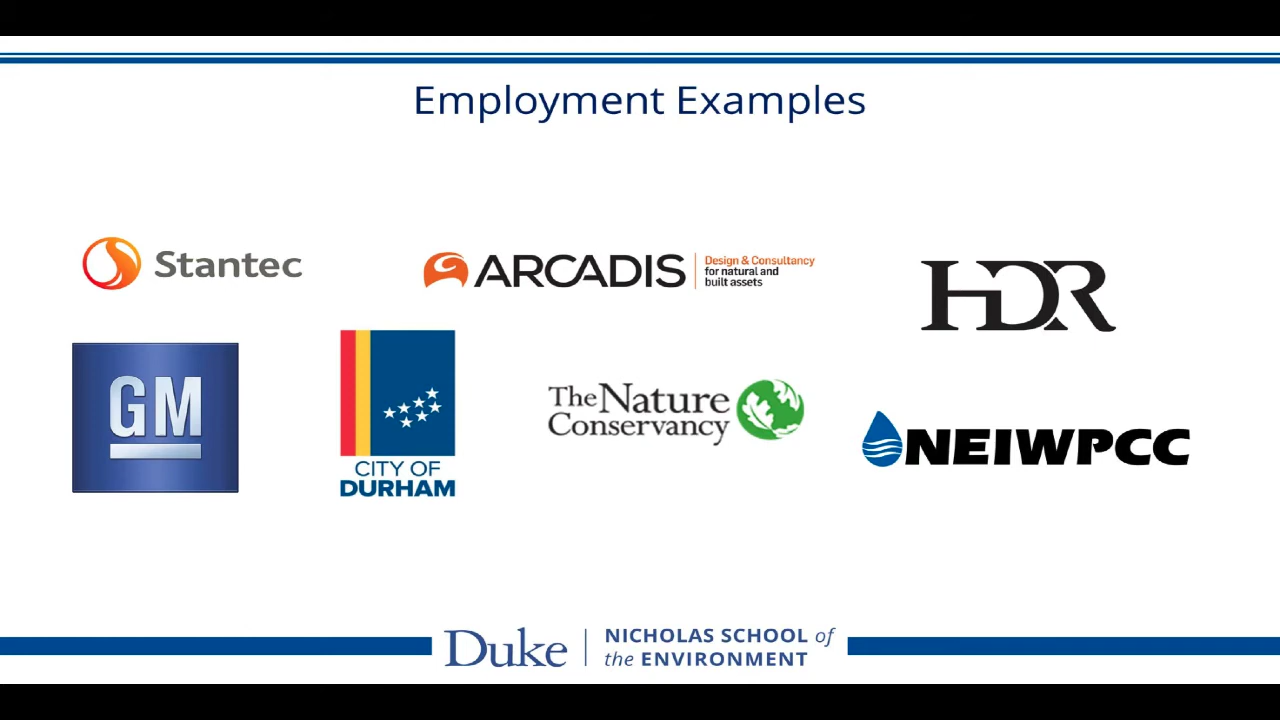 Employment Examples
Stantec
ARCADIS
Design & Consultancy
for natural and
built assets
HDR
GM
CITY OF
DURHAM
The Nature
Conservancy
NEIWPCC
Duke
NICHOLAS SCHOOL of
the ENVIRONMENT